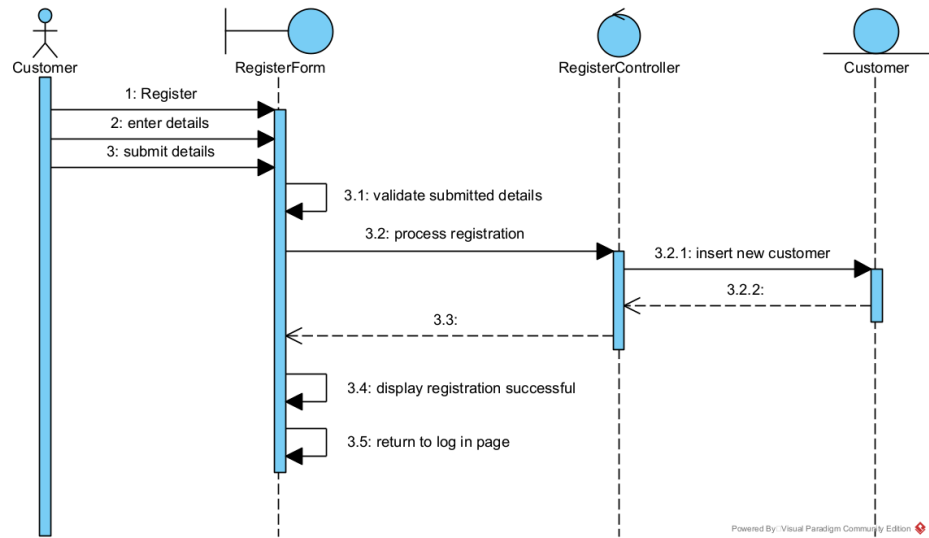 Customer
RegisterForm
RegisterController
Customer
1: Register
2: enter details
3: submit details
3.1: validate submitted details
3.2: process registration
3.2.1: insert new customer
3.2.2:
3.3:
3.4: display registration successful
3.5: return to log in page
Powered By Visual Paradigm Community Edition